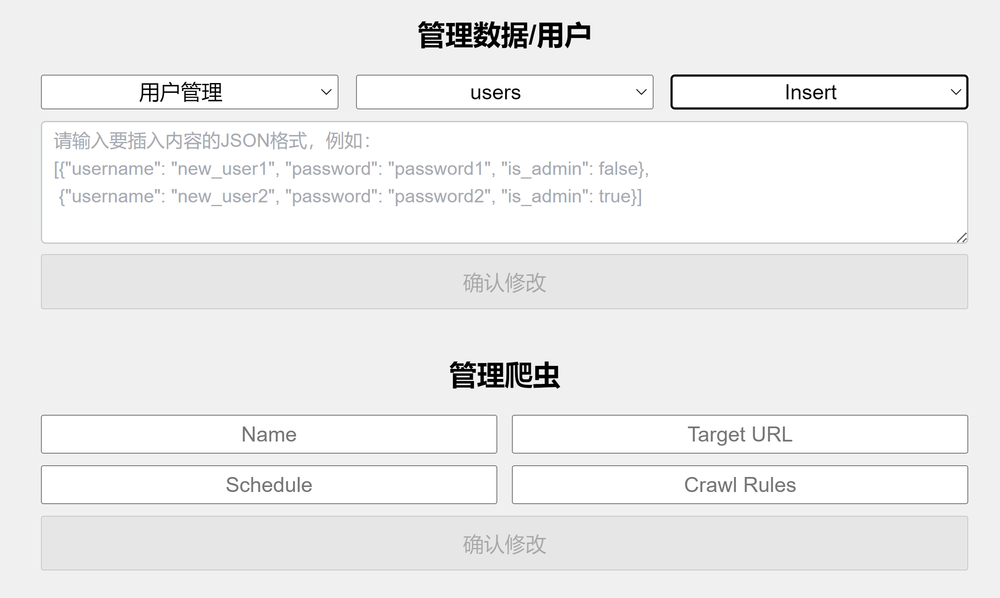 管理数据/用户
用户管理
users
Insert
请输入要插入内容的JSON格式，例如：
[{"username": "new_user1", "password": "password1", "is_admin": false},
{"username": "new_user2", "password": "password2", "is_admin": true}]
确认修改
管理爬虫
Name
Target URL
Schedule
Crawl Rules
确认修改